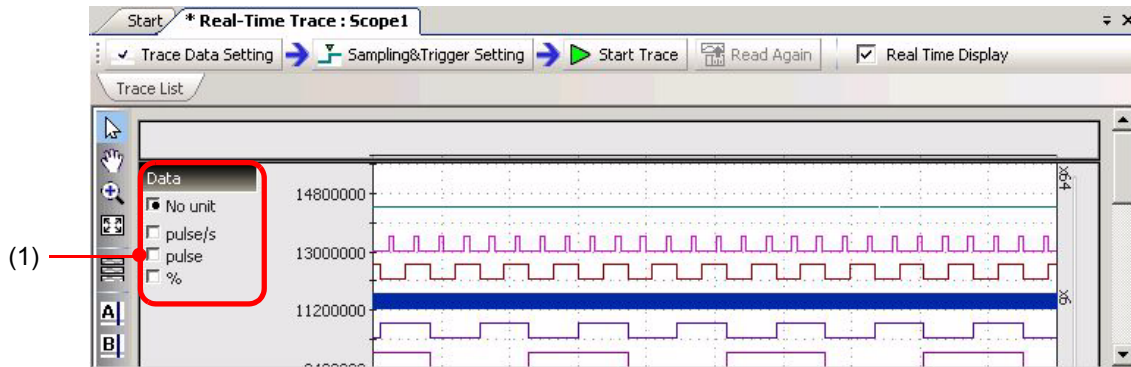 Start * Real-Time Trace : Scope1
Trace Data Setting Sampling&Trigger Setting Start Trace Read Again Real Time Display
Trace List
Data
No unit
pulse/s
pulse
%
(1)
14800000
13000000
11200000
X64
X6
A
B